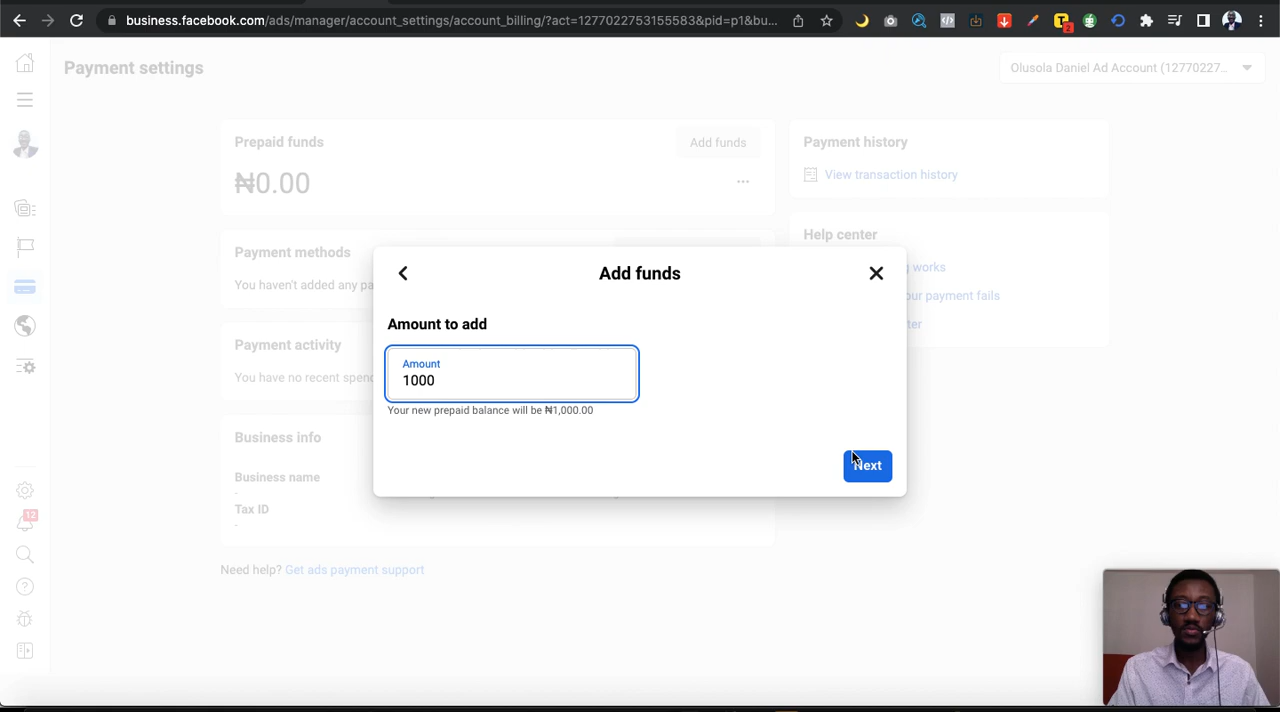 business.facebook.com/ads/manager/account_settings/account_billing/?act=1277022753155583&pid=p1&bu...
2
Payment settings
Olusola Daniel Ad Account (12770227...
Prepaid funds
Add funds
₦0.00
Payment history
View transaction history
Payment methods
You haven't added any pa
Help center
g works
our payment fails
ter
Payment activity
You have no recent spend
Add funds
Amount to add
Amount
1000
Your new prepaid balance will be ₦1,000.00
Next
Business info
Business name
-
Tax ID
-
12
Need help? Get ads payment support